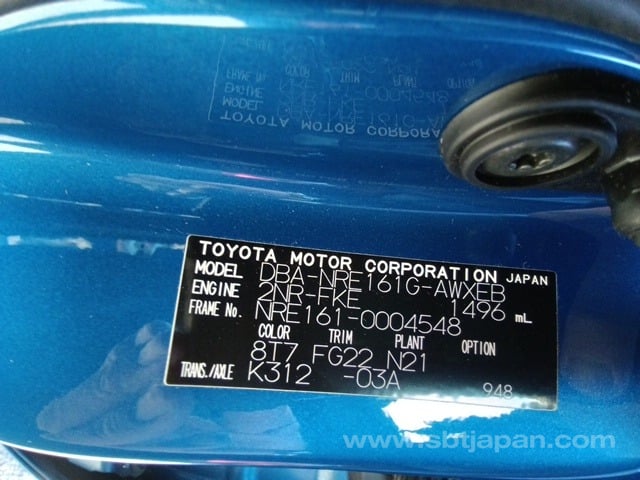 TOYOTA MOTOR CORPORATION JAPAN
MODEL DBA-NRE161G-AWXEB
ENGINE 2NR-FKE 1496 mL
FRAME No. NRE161-0004548
COLOR TRIM PLANT OPTION
8T7 FG22 N21
TRANS./AXLE K312 -03A
948
www.sbtjapan.com